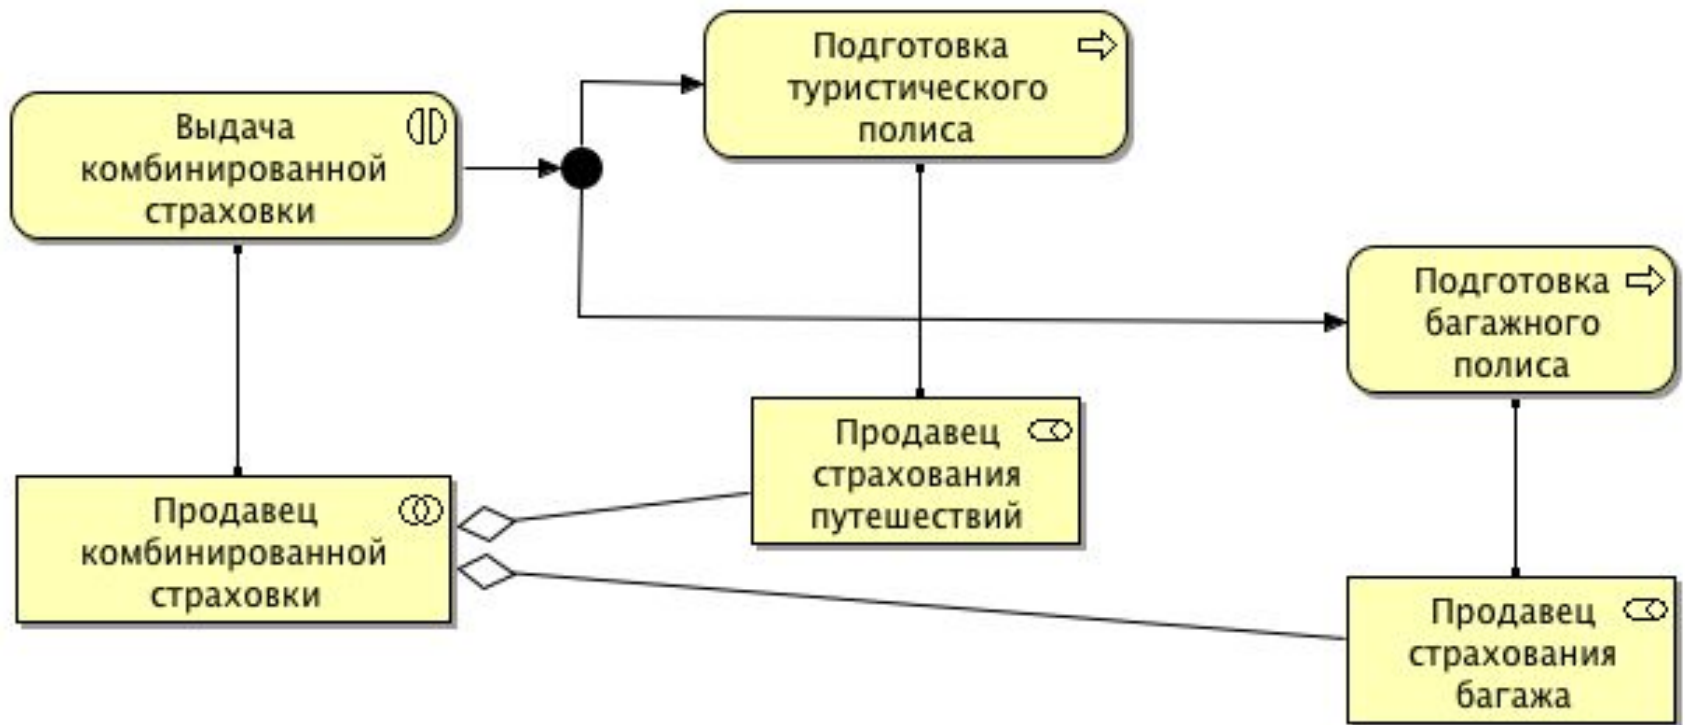 Подготовка
туристического
полиса
Выдача
комбинированной
страховки
Подготовка
багажного
полиса
Продавец
страхования
путешествий
Продавец
комбинированной
страховки
Продавец
страхования
багажа